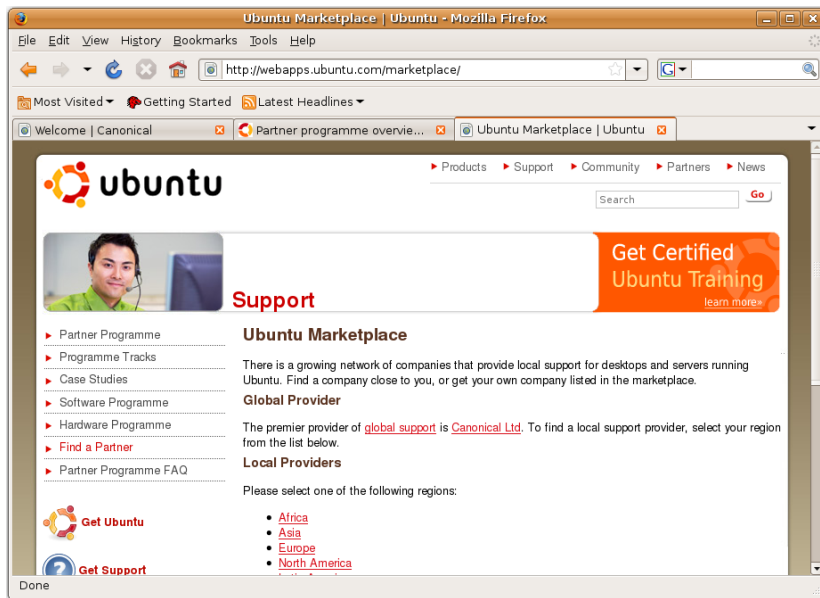 Ubuntu Marketplace | Ubuntu - Mozilla Firefox
File Edit View History Bookmarks Tools Help
http://webapps.ubuntu.com/marketplace/
G
Most Visited Getting Started Latest Headlines
Welcome | Canonical Partner programme overvie... Ubuntu Marketplace | Ubuntu
ubuntu
Products Support Community Partners News
Search Go
Support
Get Certified
Ubuntu Training
learn more»
Partner Programme
Programme Tracks
Case Studies
Software Programme
Hardware Programme
Find a Partner
Partner Programme FAQ
Get Ubuntu
Get Support
Ubuntu Marketplace
There is a growing network of companies that provide local support for desktops and servers running
Ubuntu. Find a company close to you, or get your own company listed in the marketplace.
Global Provider
The premier provider of global support is Canonical Ltd. To find a local support provider, select your region
from the list below.
Local Providers
Please select one of the following regions:
Africa
Asia
Europe
North America
Done